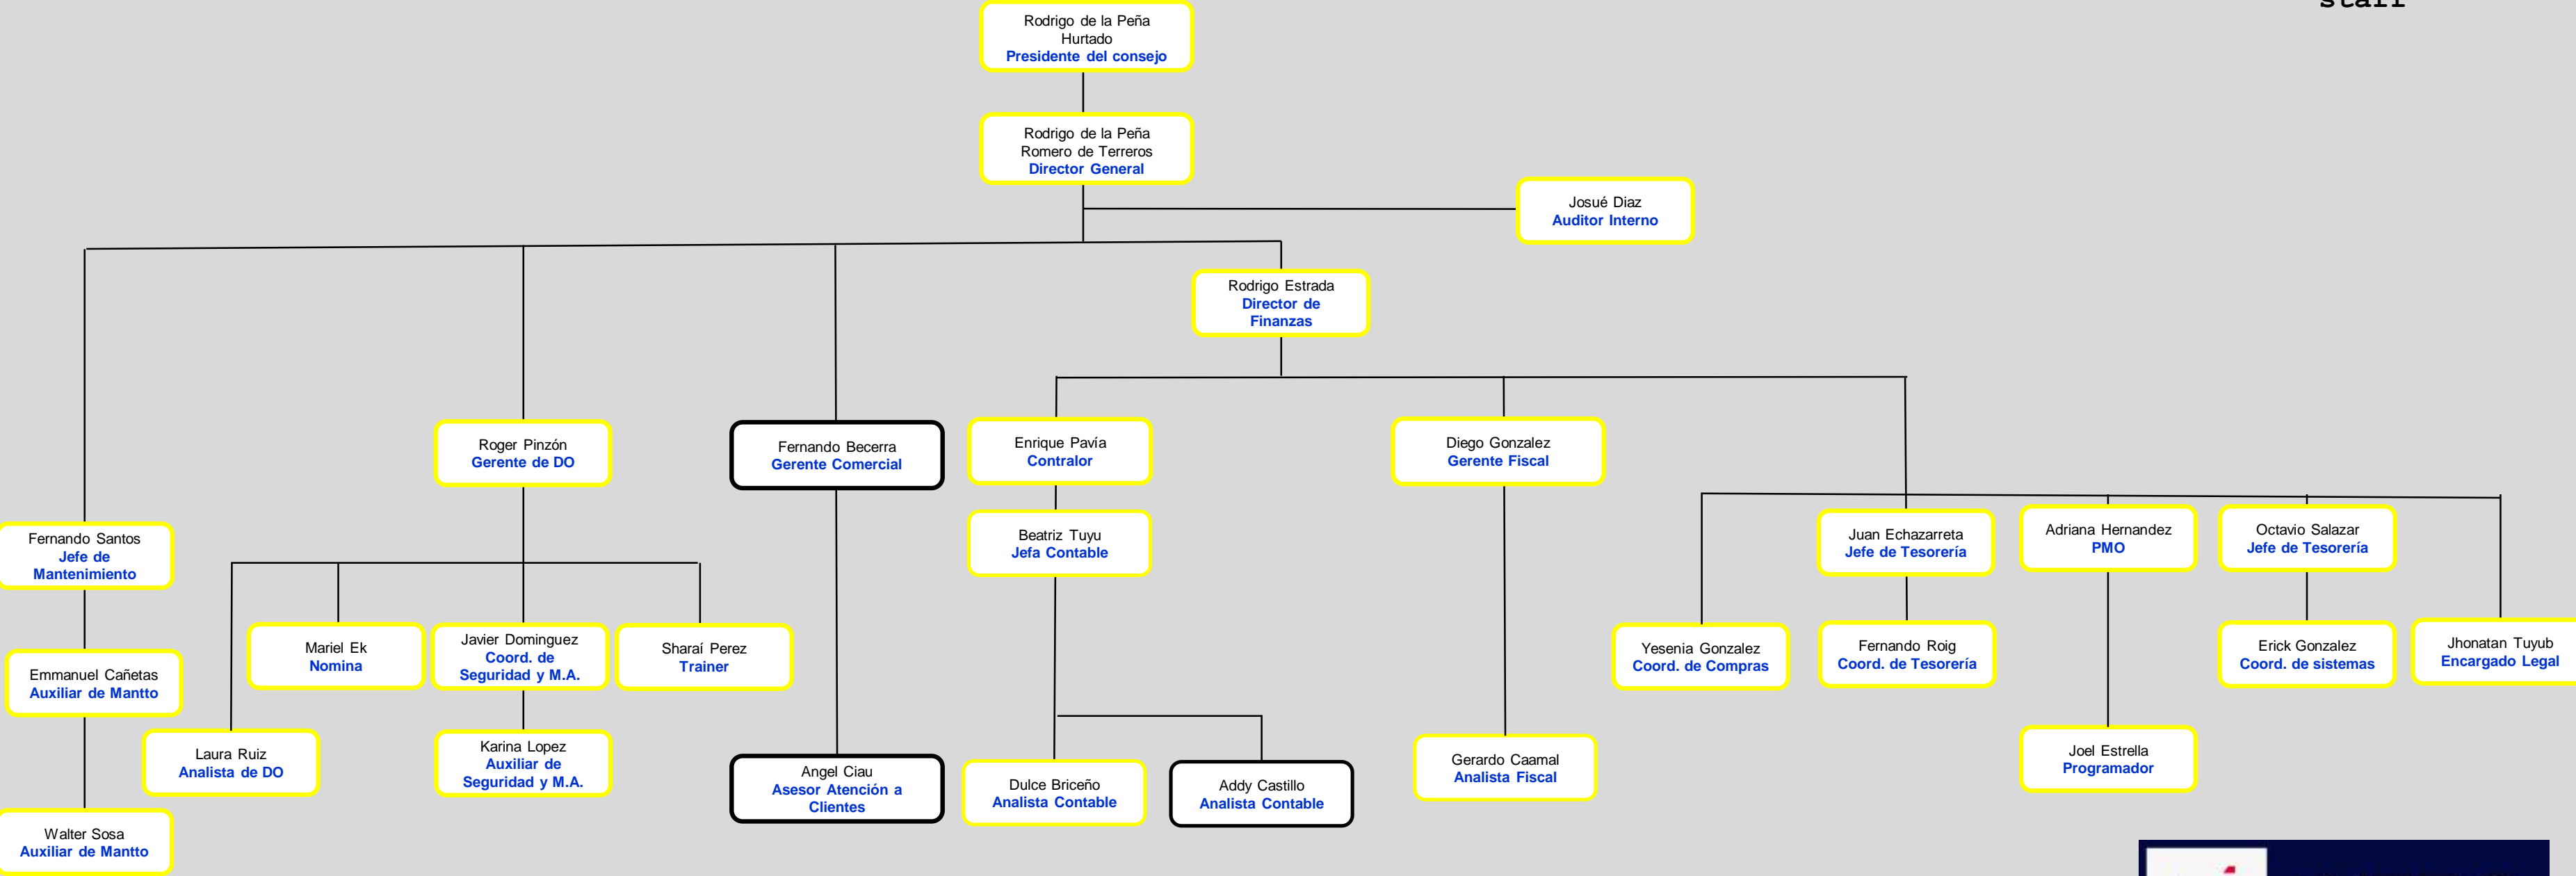 staff
Rodrigo de la Peña
Hurtado
Presidente del consejo
Rodrigo de la Peña
Romero de Terreros
Director General
Josué Diaz
Auditor Interno
Rodrigo Estrada
Director de
Finanzas
Roger Pinzón
Gerente de DO
Fernando Becerra
Gerente Comercial
Enrique Pavía
Contralor
Diego Gonzalez
Gerente Fiscal
Fernando Santos
Jefe de
Mantenimiento
Beatriz Tuyu
Jefa Contable
Juan Echazarreta
Jefe de Tesorería
Adriana Hernandez
PMO
Octavio Salazar
Jefe de Tesorería
Emmanuel Cañetas
Auxiliar de Mantto
Mariel Ek
Nomina
Javier Dominguez
Coord. de
Seguridad y M.A.
Sharaí Perez
Trainer
Yesenia Gonzalez
Coord. de Compras
Fernando Roig
Coord. de Tesorería
Erick Gonzalez
Coord. de sistemas
Jhonatan Tuyub
Encargado Legal
Laura Ruiz
Analista de DO
Karina Lopez
Auxiliar de
Seguridad y M.A.
Angel Ciau
Asesor Atención a
Clientes
Dulce Briceño
Analista Contable
Addy Castillo
Analista Contable
Gerardo Caamal
Analista Fiscal
Joel Estrella
Programador
Walter Sosa
Auxiliar de Mantto